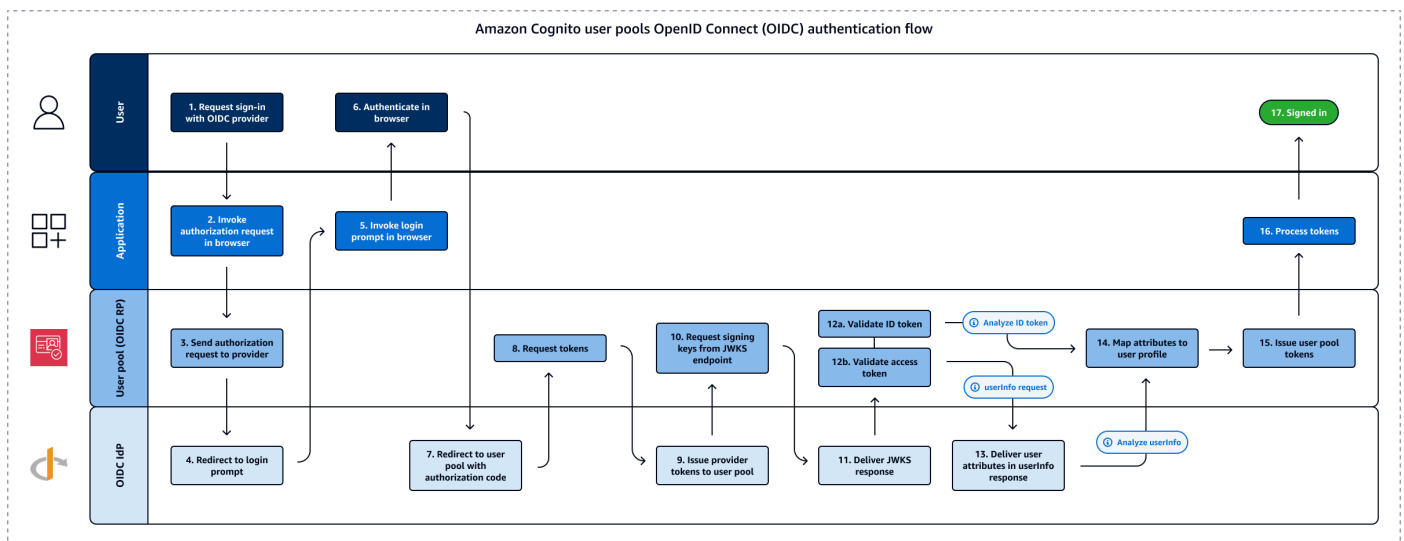 Amazon Cognito user pools OpenID Connect (OIDC) authentication flow
User
1. Request sign-in
with OIDC provider
6. Authenticate in
browser
17. Signed in
Application
2. Invoke
authorization request
in browser
5. Invoke login
prompt in browser
16. Process tokens
User pool (OIDC RP)
3. Send authorization
request to provider
8. Request tokens
10. Request signing
keys from JWKS
endpoint
12a. Validate ID token
12b. Validate access
token
Analyze ID token
userInfo request
14. Map attributes to
user profile
15. Issue user pool
tokens
OIDC IdP
4. Redirect to login
prompt
7. Redirect to user
pool with
authorization code
9. Issue provider
tokens to user pool
11. Deliver JWKS
response
13. Deliver user
attributes in userInfo
response
Analyze userInfo